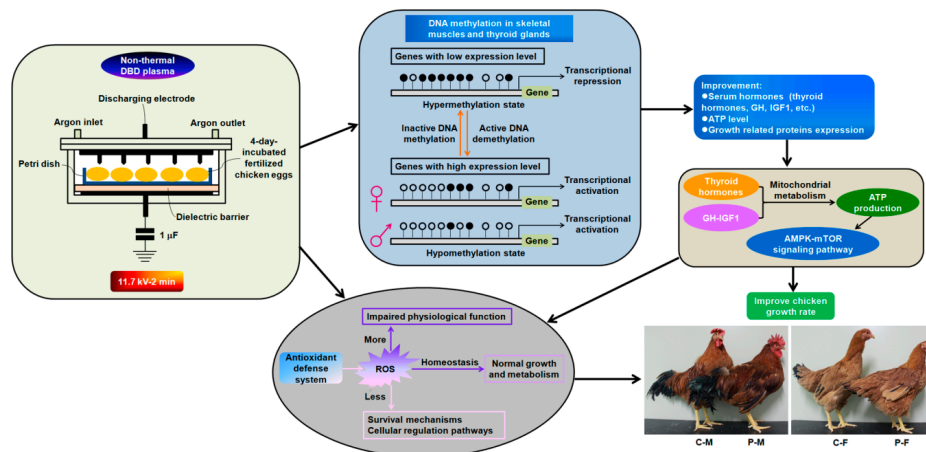 Non-thermal
DBD plasma
Discharging electrode
Argon inlet
Argon outlet
Petri dish
4-day-
incubated
fertilized
chicken eggs
Dielectric barrier
1 μF
11.7 kV-2 min
DNA methylation in skeletal
muscles and thyroid glands
Genes with low expression level
Transcriptional
repression
Gene
Hypermethylation state
Inactive DNA
methylation
Active DNA
demethylation
Genes with high expression level
Transcriptional
activation
Gene
Transcriptional
activation
Gene
Hypomethylation state
Improvement:
●Serum hormones (thyroid
hormones, GH, IGF1, etc.)
●ATP level
●Growth related proteins expression
Thyroid
hormones
GH-IGF1
Mitochondrial
metabolism
ATP
production
AMPK-mTOR
signaling pathway
Improve chicken
growth rate
Impaired physiological function
More
Antioxidant
defense
system
ROS
Homeostasis
Normal growth
and metabolism
Less
Survival mechanisms
Cellular regulation pathways
C-M
P-M
C-F
P-F